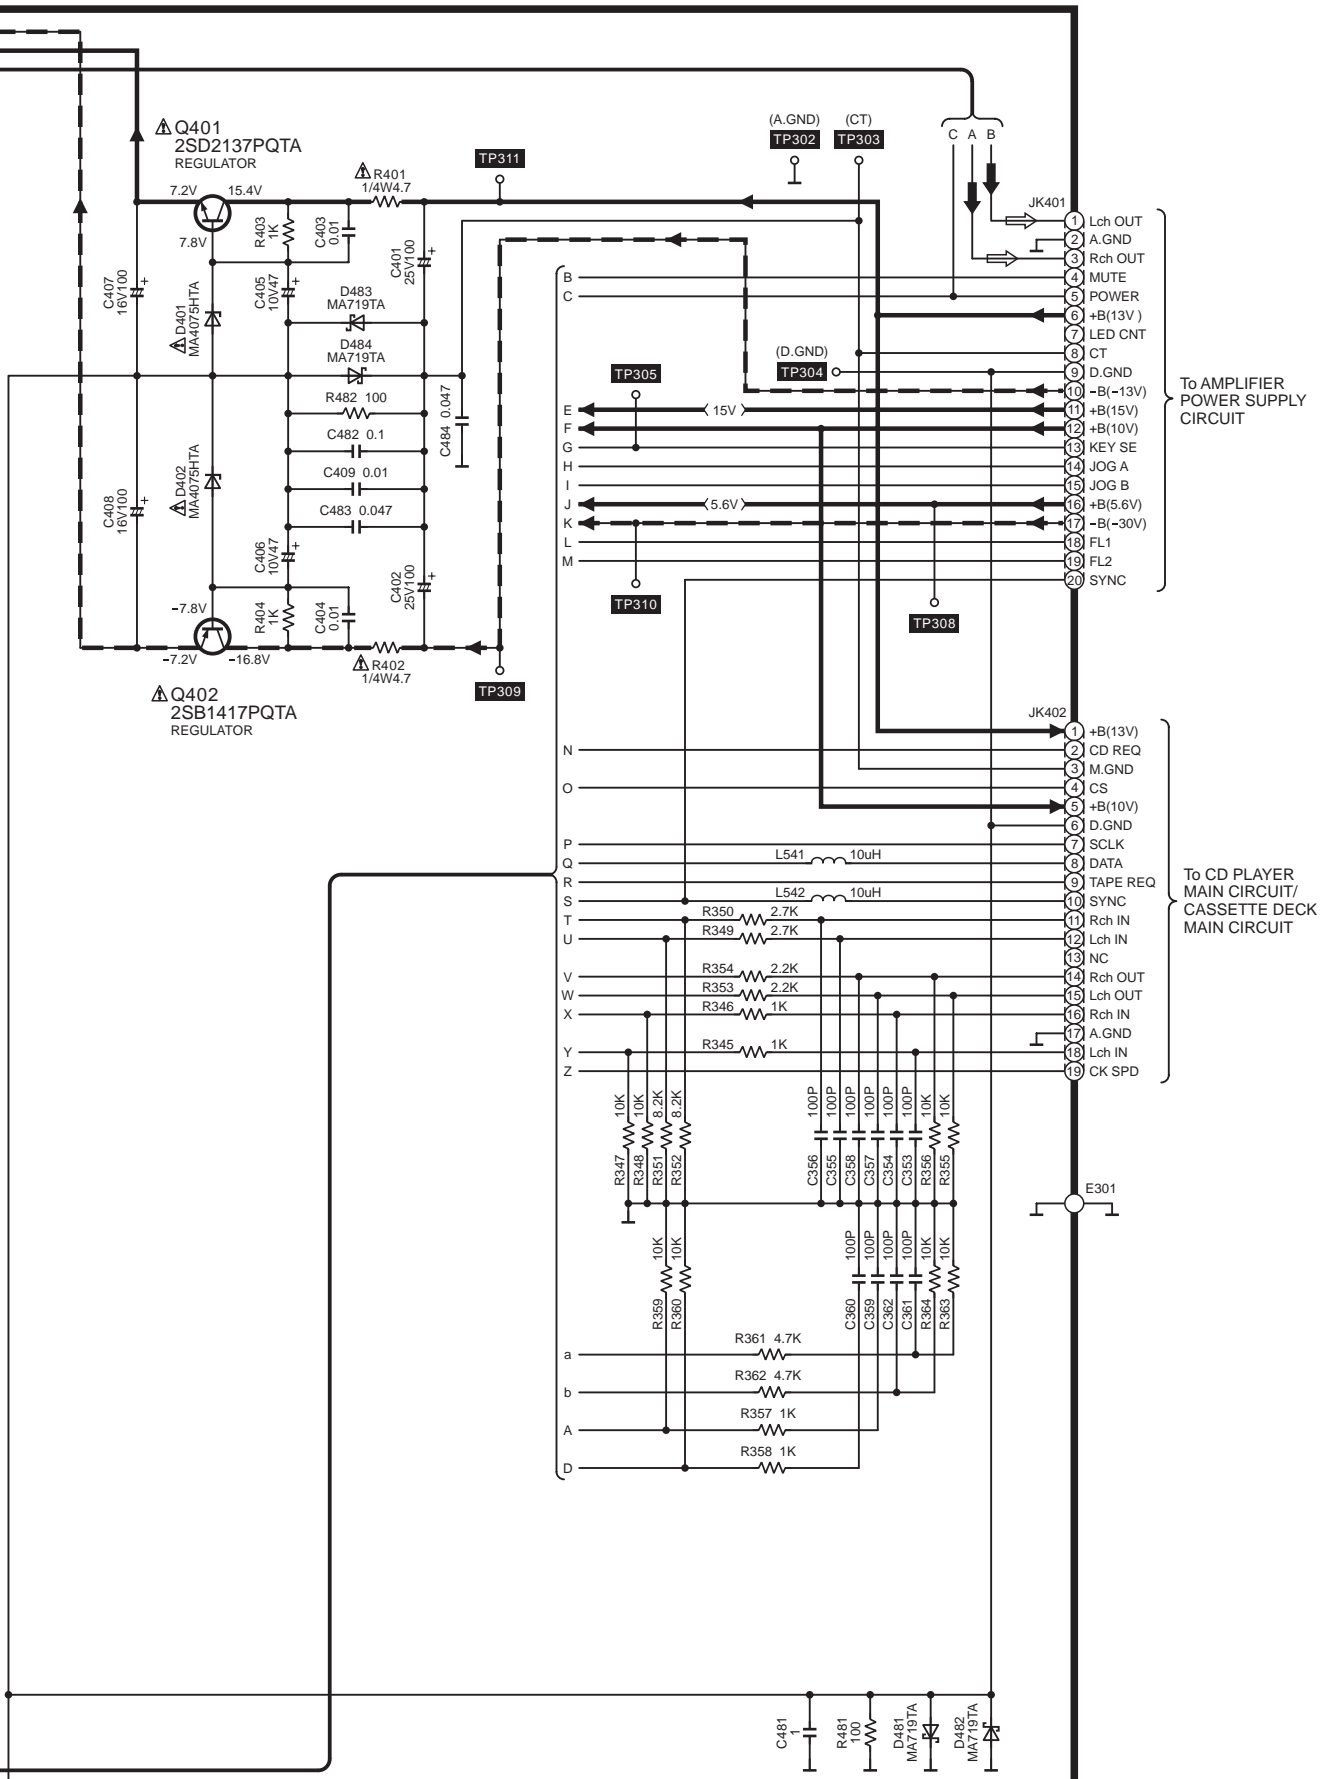 Q401
2SD2137PQTA
REGULATOR
7.2V
15.4V
7.8V
R401
1/4W4.7
TP311
(A.GND)
TP302
(CT)
TP303
C A B
R403
1K
C403
0.01
C401
25V100
C407
16V100
D401
MA4075HTA
C405
10V47
D483
MA719TA
D484
MA719TA
R482 100
C482 0.1
C409 0.01
C483 0.047
C484 0.047
C408
16V100
D402
MA4075HTA
C406
10V47
C402
25V100
R404
1K
C404
0.01
−7.8V
−7.2V
−16.8V
R402
1/4W4.7
TP309
Q402
2SB1417PQTA
REGULATOR
B
C
E
F
G
H
I
J
K
L
M
TP305
(D.GND)
TP304
15V
5.6V
TP310
TP308
JK401
1 Lch OUT
2 A.GND
3 Rch OUT
4 MUTE
5 POWER
6 +B(13V )
7 LED CNT
8 CT
9 D.GND
10 −B(−13V)
11 +B(15V)
12 +B(10V)
13 KEY SE
14 JOG A
15 JOG B
16 +B(5.6V)
17 −B(−30V)
18 FL1
19 FL2
20 SYNC
To AMPLIFIER
POWER SUPPLY
CIRCUIT
JK402
1 +B(13V)
2 CD REQ
3 M.GND
4 CS
5 +B(10V)
6 D.GND
7 SCLK
8 DATA
9 TAPE REQ
10 SYNC
11 Rch IN
12 Lch IN
13 NC
14 Rch OUT
15 Lch OUT
16 Rch IN
17 A.GND
18 Lch IN
19 CK SPD
To CD PLAYER
MAIN CIRCUIT/
CASSETTE DECK
MAIN CIRCUIT
N
O
P
Q
R
S
T
U
V
W
X
Y
Z
L541 10uH
L542 10uH
R350 2.7K
R349 2.7K
R354 2.2K
R353 2.2K
R346 1K
R345 1K
R347 10K
R348 10K
R351 8.2K
R352 8.2K
C356 100P
C355 100P
C358 100P
C357 100P
C354 100P
C353 100P
R356 10K
R355 10K
E301
R359 10K
R360 10K
C360 100P
C359 100P
C362 100P
C361 100P
R364 10K
R363 10K
a
R361 4.7K
b
R362 4.7K
A
R357 1K
D
R358 1K
C481
1
R481
100
D481
MA719TA
D482
MA719TA